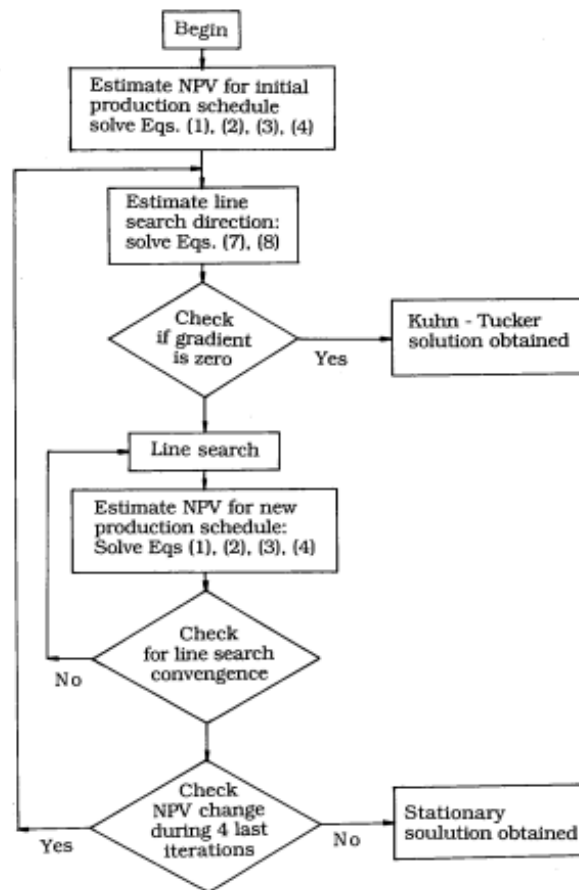 Begin
Estimate NPV for initial
production schedule
solve Eqs. (1), (2), (3), (4)
Estimate line
search direction:
solve Eqs. (7), (8)
Check
if gradient
is zero
Yes
Kuhn - Tucker
solution obtained
Line search
Estimate NPV for new
production schedule:
Solve Eqs (1), (2), (3), (4)
Check
for line search
convengence
No
Check
NPV change
during 4 last
iterations
Yes
No
Stationary
soulution obtained